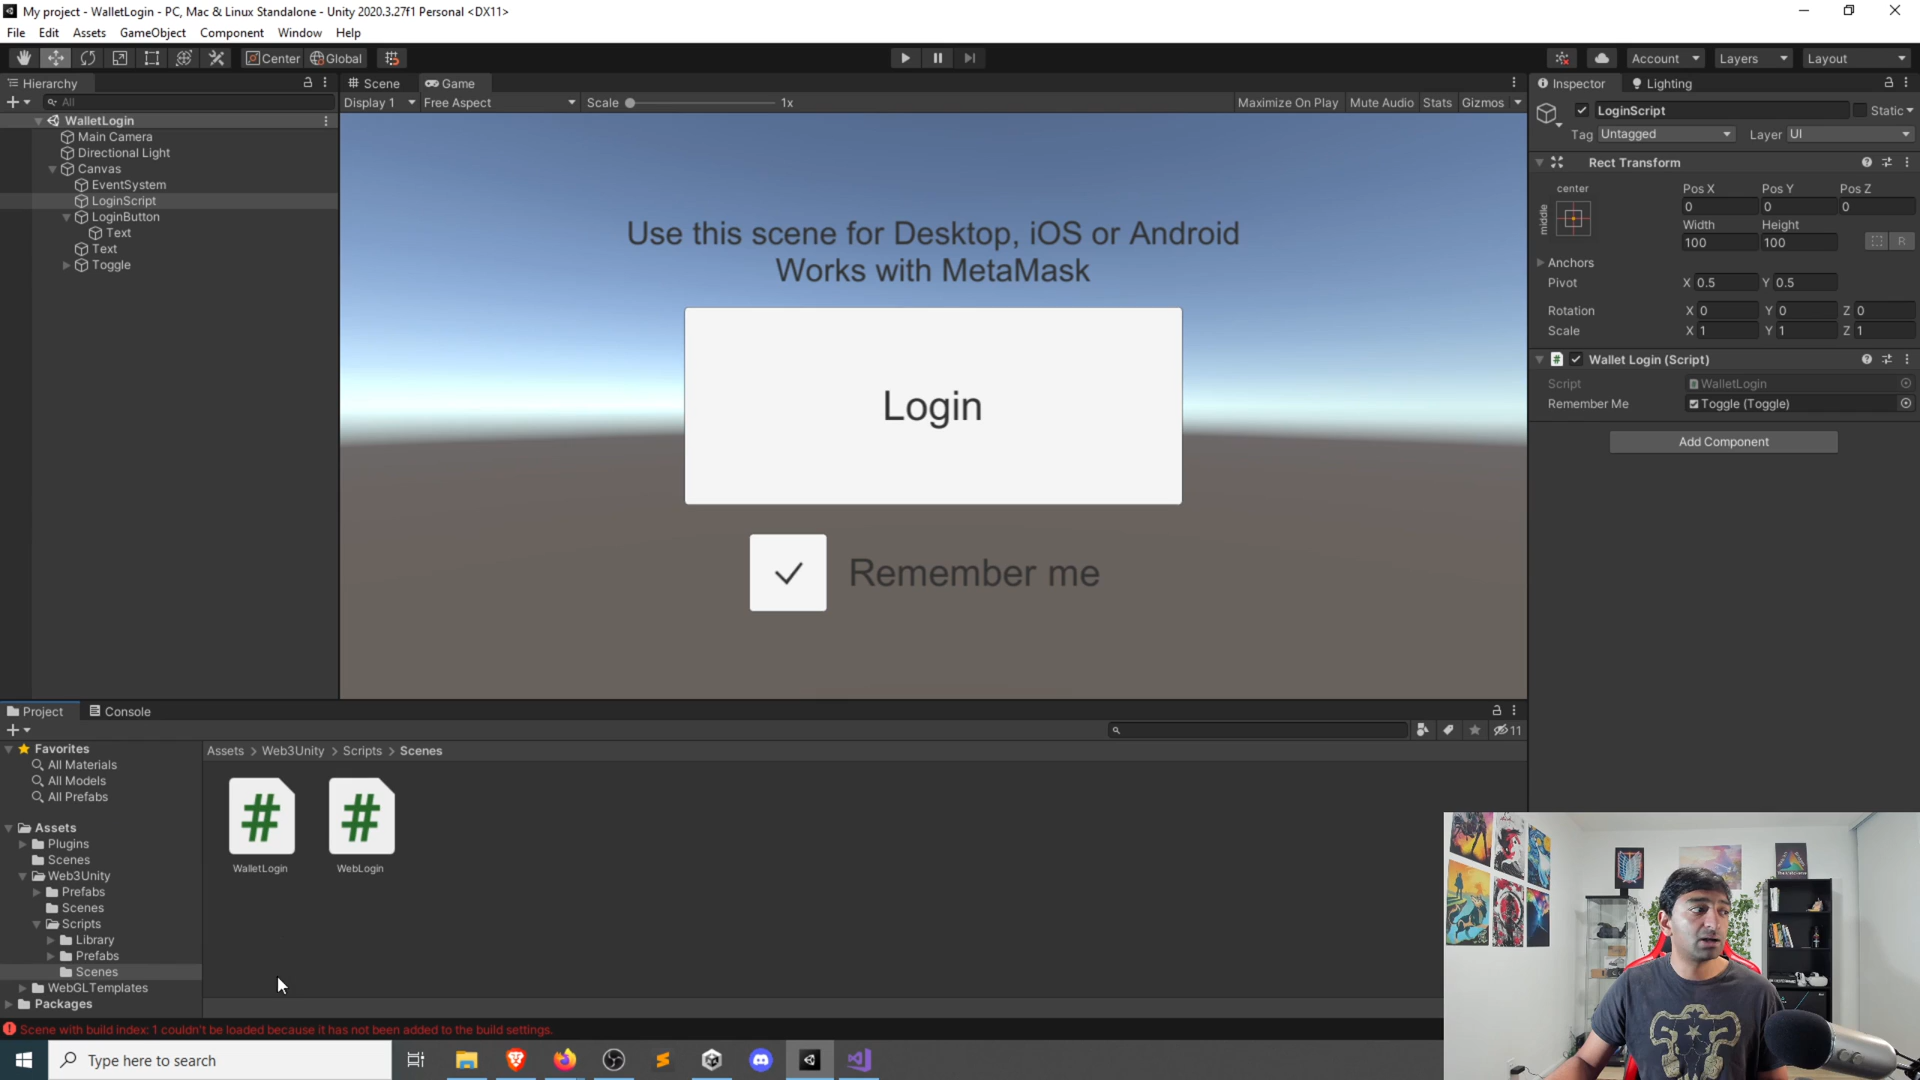 My project - WalletLogin - PC, Mac & Linux Standalone - Unity 2020.3.27f1 Personal <DX11>
File Edit Assets GameObject Component Window Help
Center Global Account Layers Layout
Hierarchy Scene Game Inspector Lighting
All Display 1 Free Aspect Scale 1x Maximize On Play Mute Audio Stats Gizmos
LoginScript Static
Tag Untagged Layer UI
WalletLogin
Main Camera
Directional Light
Canvas
EventSystem
LoginScript
LoginButton
Text
Text
Toggle
Use this scene for Desktop, iOS or Android
Works with MetaMask
Login
Remember me
Rect Transform
center
middle
Pos X Pos Y Pos Z
0 0 0
Width Height
100 100
R
Anchors
Pivot X 0.5 Y 0.5
Rotation X 0 Y 0 Z 0
Scale X 1 Y 1 Z 1
# Wallet Login (Script)
Script WalletLogin
Remember Me Toggle (Toggle)
Add Component
Project Console
11
Favorites
All Materials
All Models
All Prefabs
Assets
Plugins
Scenes
Web3Unity
Prefabs
Scenes
Scripts
Library
Prefabs
Scenes
WebGLTemplates
Packages
Assets > Web3Unity > Scripts > Scenes
# #
WalletLogin WebLogin
Scene with build index: 1 couldn't be loaded because it has not been added to the build settings.
Type here to search